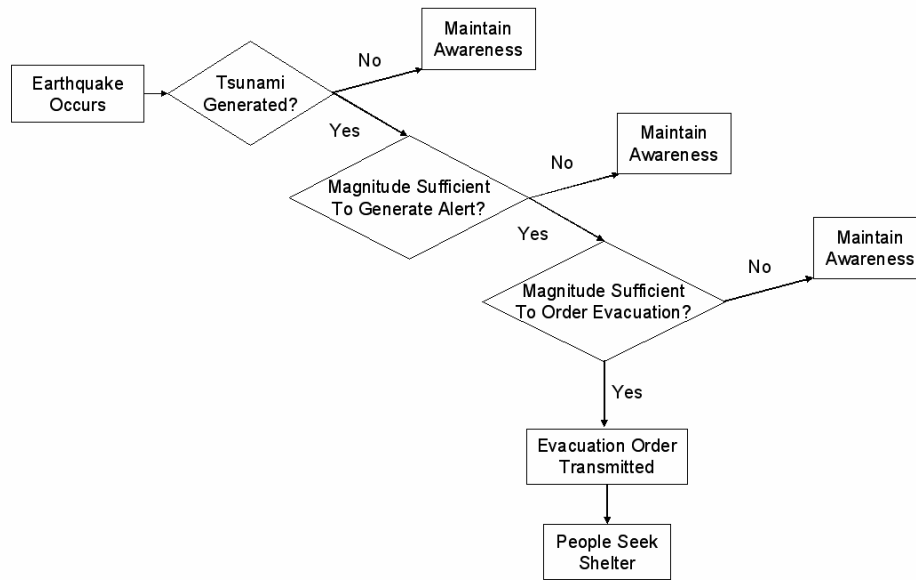 Earthquake
Occurs
Tsunami
Generated?
No
Maintain
Awareness
Yes
Magnitude Sufficient
To Generate Alert?
No
Maintain
Awareness
Yes
Magnitude Sufficient
To Order Evacuation?
No
Maintain
Awareness
Yes
Evacuation Order
Transmitted
People Seek
Shelter